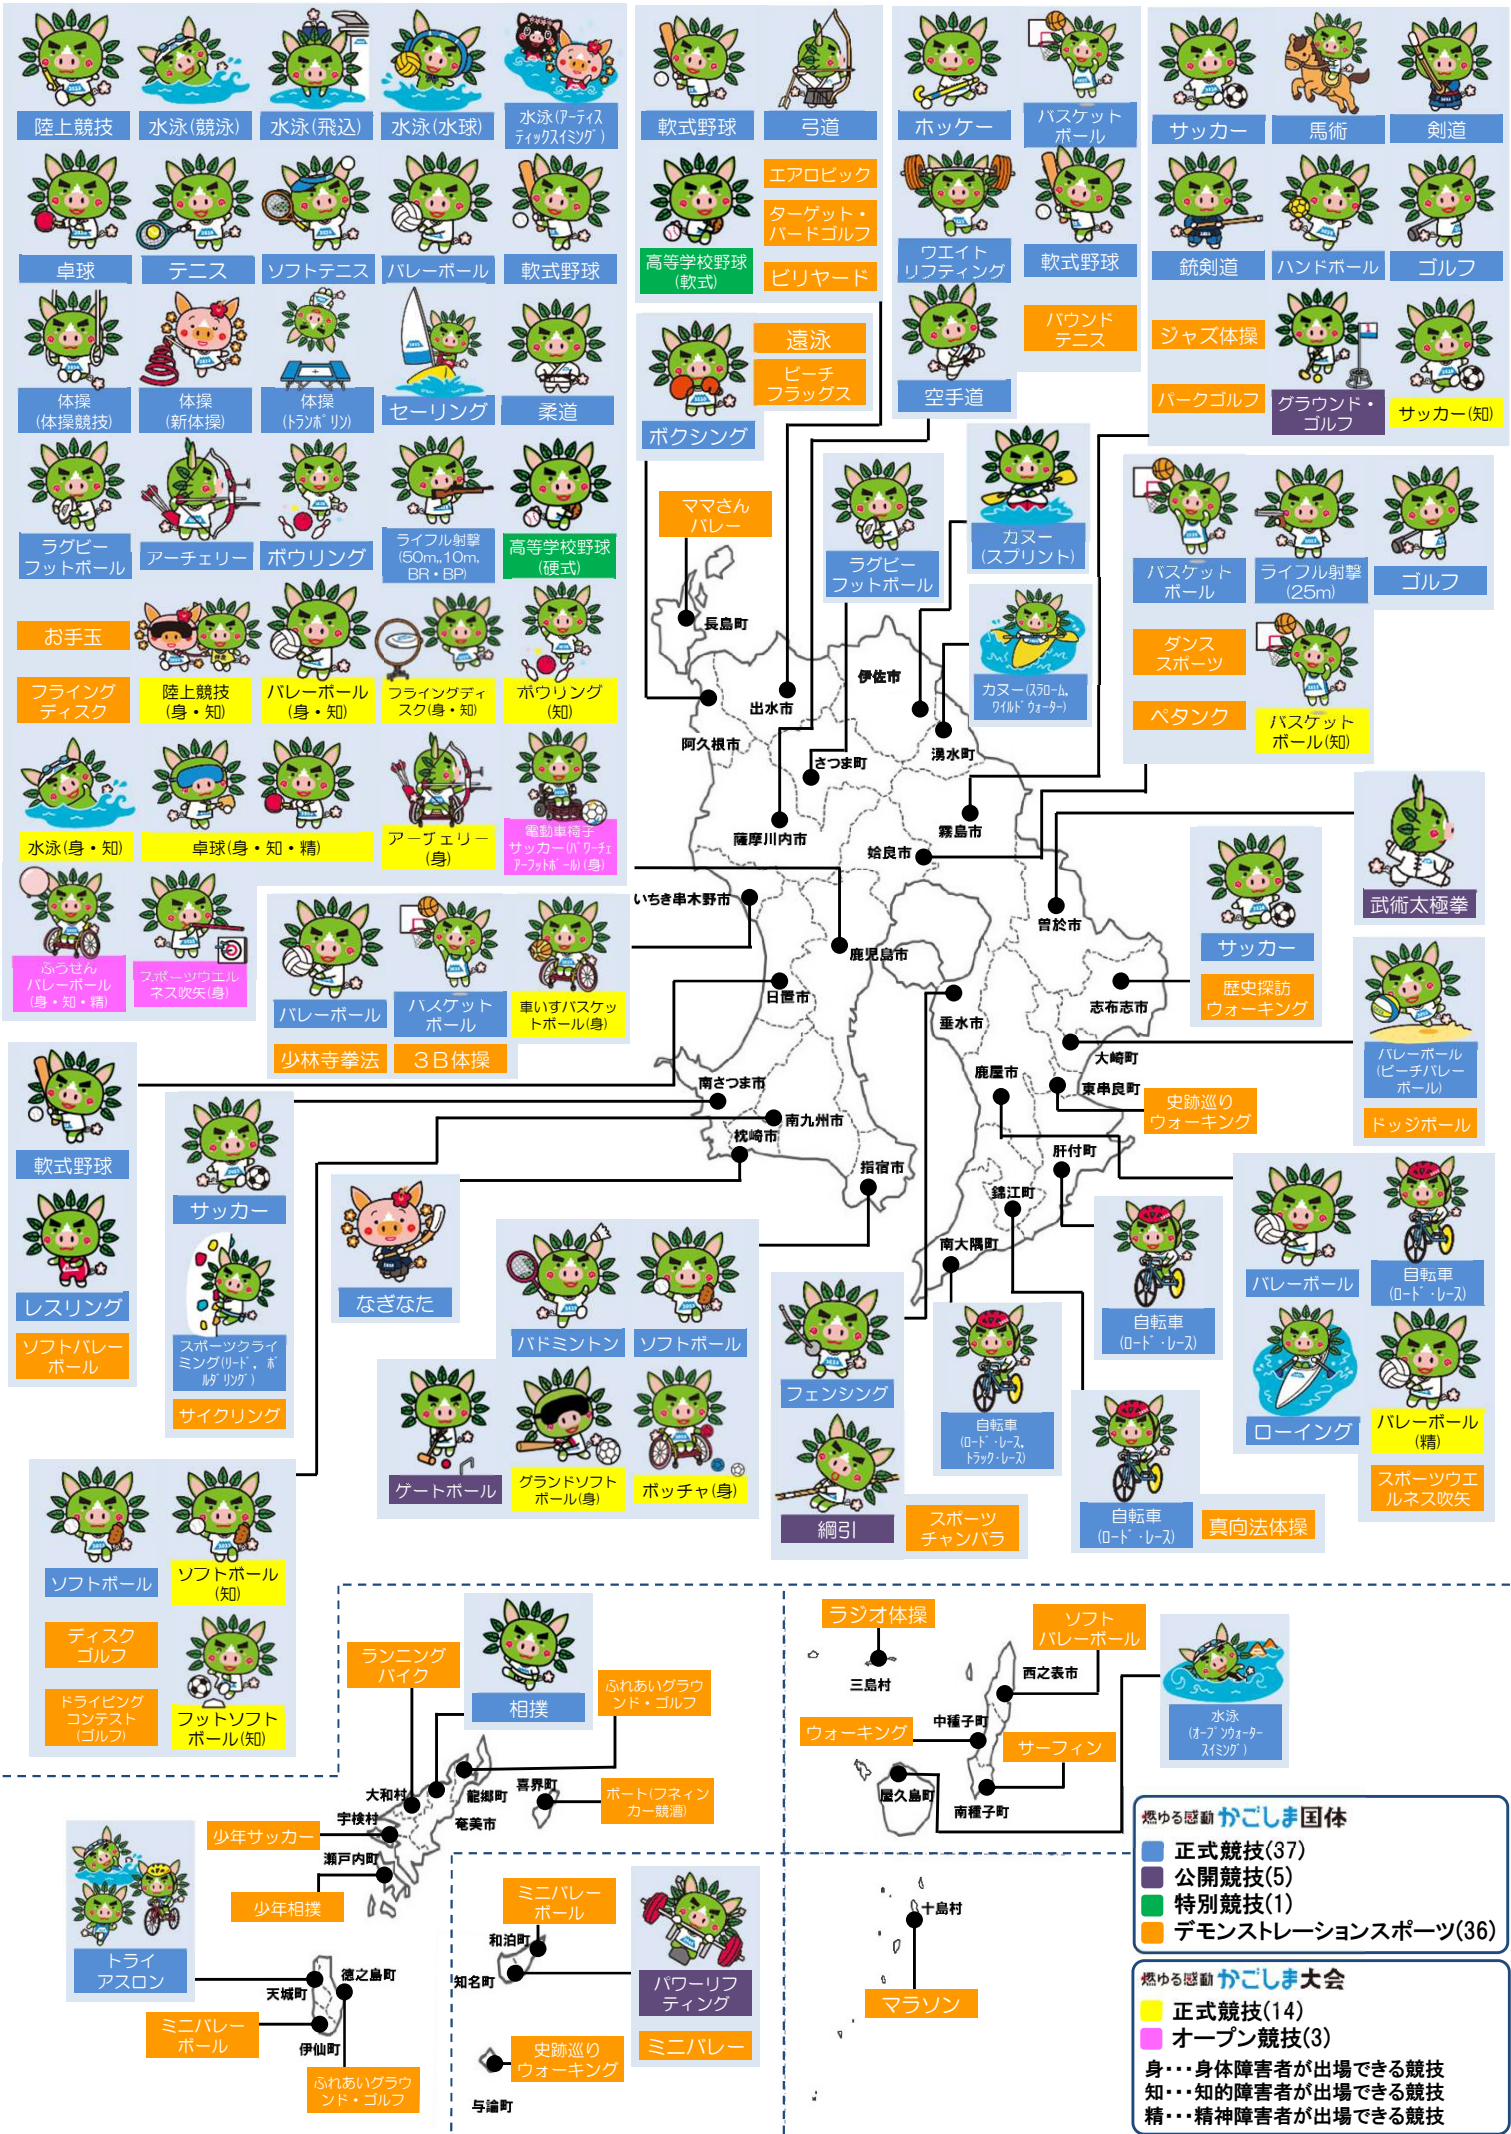 陸上競技
水泳(競泳)
水泳(飛込)
水泳(水球)
水泳(アーティス
ティックスイミング)
卓球
テニス
ソフトテニス
バレーボール
軟式野球
体操
(体操競技)
体操
(新体操)
体操
(トランポリン)
セーリング
柔道
ラグビー
フットボール
アーチェリー
ボウリング
ライフル射撃
(50m,10m,
BR・BP)
高等学校野球
(硬式)
お手玉
フライング
ディスク
陸上競技
(身・知)
バレーボール
(身・知)
フライングディ
スク(身・知)
ボウリング
(知)
水泳(身・知)
卓球(身・知・精)
アーチェリー
(身)
電動車椅子
サッカー(パワーチェ
アーフットボール)(身)
ふうせん
バレーボール
(身・知・精)
スポーツウエル
ネス吹矢(身)
軟式野球
弓道
高等学校野球
(軟式)
エアロビック
ターゲット・
バードゴルフ
ビリヤード
ボクシング
遠泳
ビーチ
フラッグス
ホッケー
バスケット
ボール
ウエイト
リフティング
軟式野球
空手道
バウンド
テニス
サッカー
馬術
剣道
銃剣道
ハンドボール
ゴルフ
ジャズ体操
パークゴルフ
グラウンド・
ゴルフ
サッカー(知)
ママさん
バレー
ラグビー
フットボール
カヌー
(スプリント)
カヌー(スラローム,
ワイルドウォーター)
バスケット
ボール
ライフル射撃
(25m)
ゴルフ
ダンス
スポーツ
ペタンク
バスケット
ボール(知)
長島町
出水市
阿久根市
伊佐市
さつま町
湧水町
薩摩川内市
霧島市
姶良市
いちき串木野市
鹿児島市
曽於市
日置市
垂水市
志布志市
大崎町
鹿屋市
東串良町
南さつま市
南九州市
枕崎市
指宿市
肝付町
錦江町
南大隅町
武術太極拳
サッカー
歴史探訪
ウォーキング
バレーボール
(ビーチバレー
ボール)
ドッジボール
史跡巡り
ウォーキング
バレーボール
バスケット
ボール
車いすバスケッ
トボール(身)
少林寺拳法
3B体操
軟式野球
レスリング
ソフトバレー
ボール
サッカー
スポーツクライ
ミング(リード,ボ
ルダリング)
サイクリング
なぎなた
バドミントン
ソフトボール
ゲートボール
グランドソフト
ボール(身)
ボッチャ(身)
フェンシング
綱引
スポーツ
チャンバラ
自転車
(ロード・レース,
トラック・レース)
自転車
(ロード・レース)
自転車
(ロード・レース)
真向法体操
バレーボール
自転車
(ロード・レース)
ローイング
バレーボール
(精)
スポーツウエ
ルネス吹矢
ソフトボール
ソフトボール
(知)
ディスク
ゴルフ
ドライビング
コンテスト
(ゴルフ)
フットソフト
ボール(知)
ランニング
バイク
相撲
ふれあいグラウ
ンド・ゴルフ
大和村
龍郷町
奄美市
喜界町
ボート(フネイィン
カー競漕)
宇検村
少年サッカー
瀬戸内町
少年相撲
トライ
アスロン
天城町
徳之島町
ミニバレー
ボール
伊仙町
ふれあいグラウ
ンド・ゴルフ
ミニバレー
ボール
和泊町
知名町
パワーリフ
ティング
ミニバレー
史跡巡り
ウォーキング
与論町
ラジオ体操
三島村
ソフト
バレーボール
西之表市
ウォーキング
中種子町
サーフィン
屋久島町
南種子町
水泳
(オープンウォーター
スイミング)
十島村
マラソン
燃ゆる感動 かごしま国体
正式競技(37)
公開競技(5)
特別競技(1)
デモンストレーションスポーツ(36)
燃ゆる感動 かごしま大会
正式競技(14)
オープン競技(3)
身・・・身体障害者が出場できる競技
知・・・知的障害者が出場できる競技
精・・・精神障害者が出場できる競技